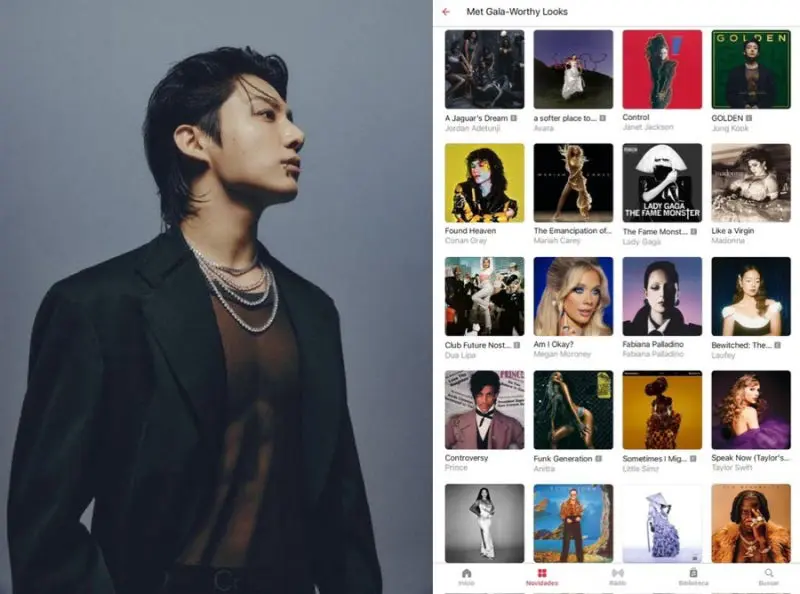 Met Gala-Worthy Looks
GOLDEN
A Jaguar's Dream E
Jordan Adetunji
a softer place to... E
Avara
Control
Janet Jackson
GOLDEN E
Jung Kook
MARIAH CAREY
LADY GAGA
THE FAME MONSTER
madonna
Found Heaven
Conan Gray
The Emancipation of...
Mariah Carey
The Fame Monst... E
Lady Gaga
Like a Virgin
Madonna
Club Future Nost... E
Dua Lipa
Am I Okay?
Megan Moroney
Fabiana Palladino
Fabiana Palladino
Bewitched: The... E
Laufey
PRINCE
Controversy
Prince
Funk Generation E
Anitta
Sometimes I Mig... E
Little Simz
Speak Now (Taylor's...
Taylor Swift
Início
Novidades
Rádio
Biblioteca
Buscar